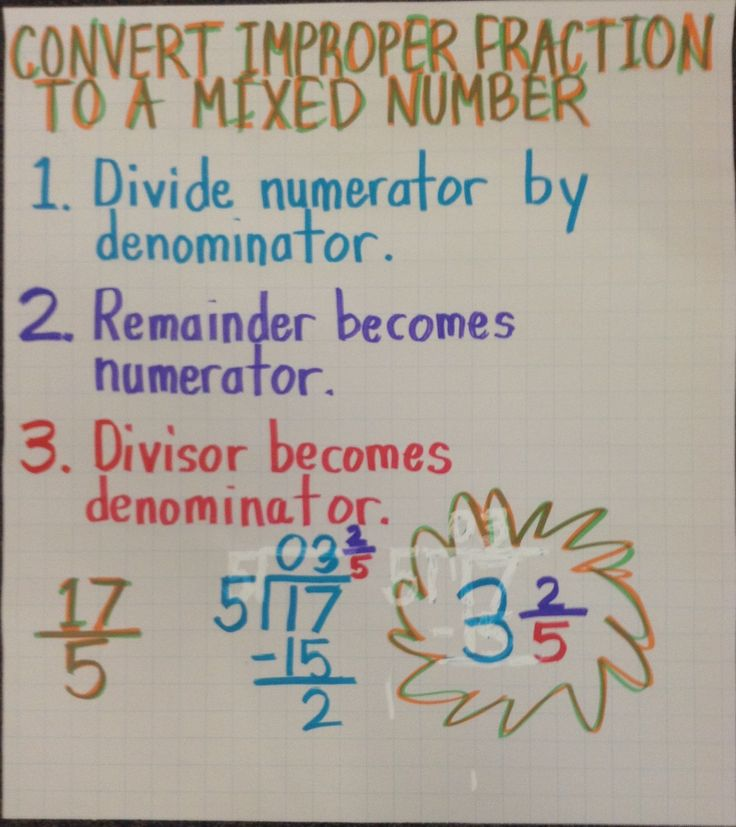 CONVERT IMPROPER FRACTION
TO A MIXED NUMBER
1. Divide numerator by
denominator.
2. Remainder becomes
numerator.
3. Divisor becomes
denominator.
17/5
03 2/5
5)17
-15
2
3 2/5